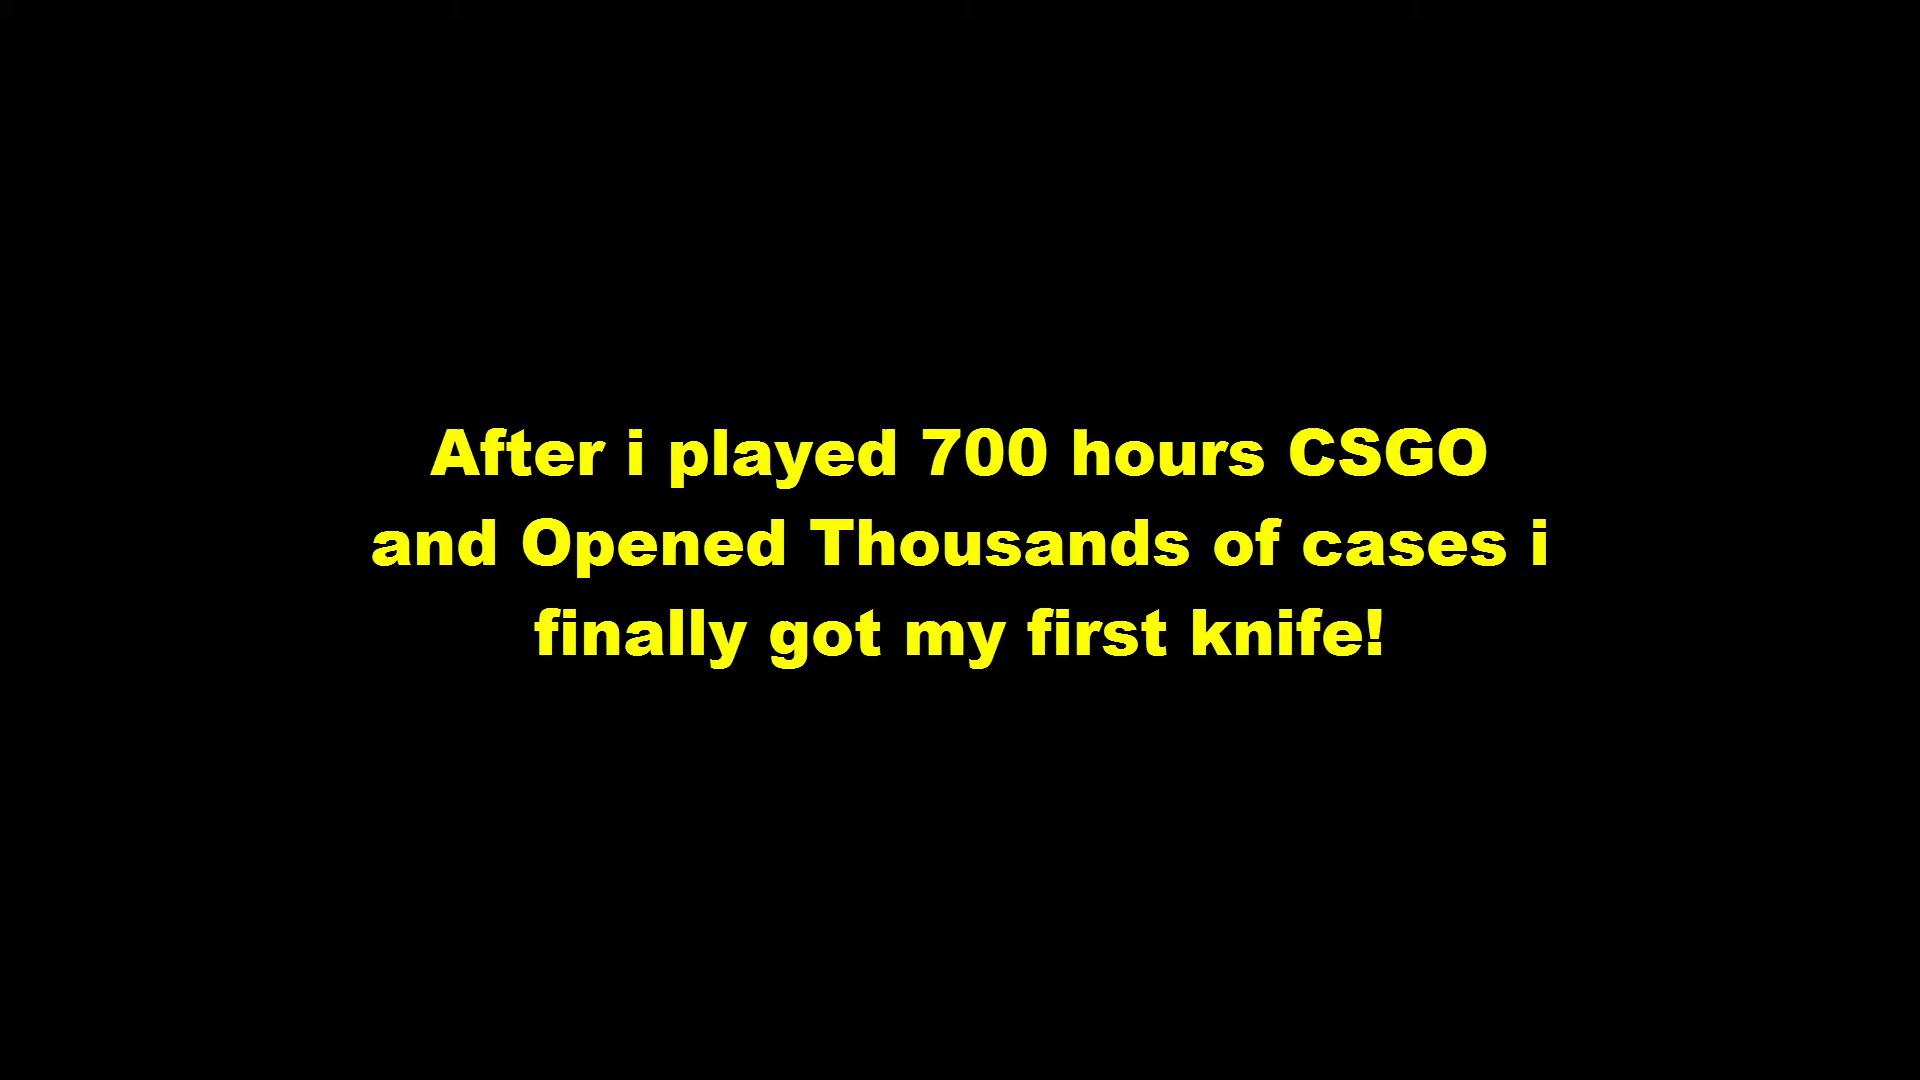 After i played 700 hours CSGO
and Opened Thousands of cases i
finally got my first knife!